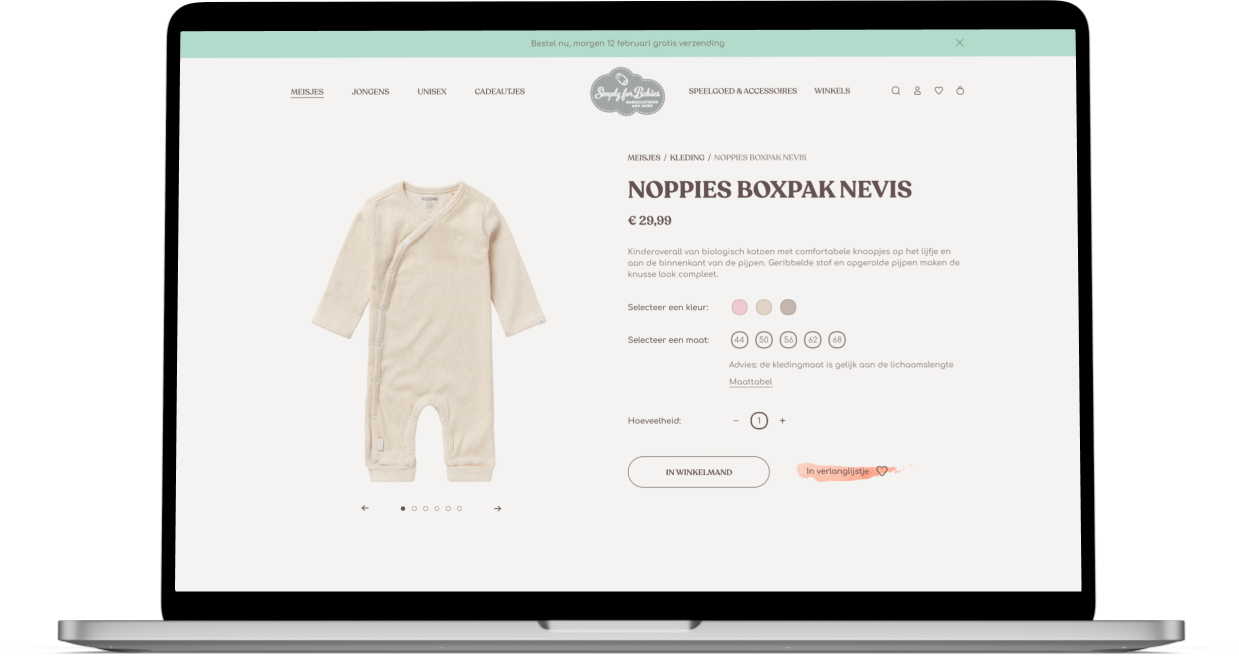 Bestel nu, morgen 12 februari gratis verzending
MEISJES JONGENS UNISEX CADEAUTJES
Simply for Babies
BABYCLOTHING
AND MORE
SPEELGOED & ACCESSOIRES WINKELS
MEISJES / KLEDING / NOPPIES BOXPAK NEVIS
NOPPIES BOXPAK NEVIS
€ 29,99
Kinderoverall van biologisch katoen met comfortabele knoopjes op het lijfje en
aan de binnenkant van de pijpen. Geribbelde stof en opgerolde pijpen maken de
knusse look compleet.
Selecteer een kleur:
Selecteer een maat: 44 50 56 62 68
Advies: de kledingmaat is gelijk aan de lichaamslengte
Maattabel
Hoeveelheid: − 1 +
IN WINKELMAND
In verlanglijstje